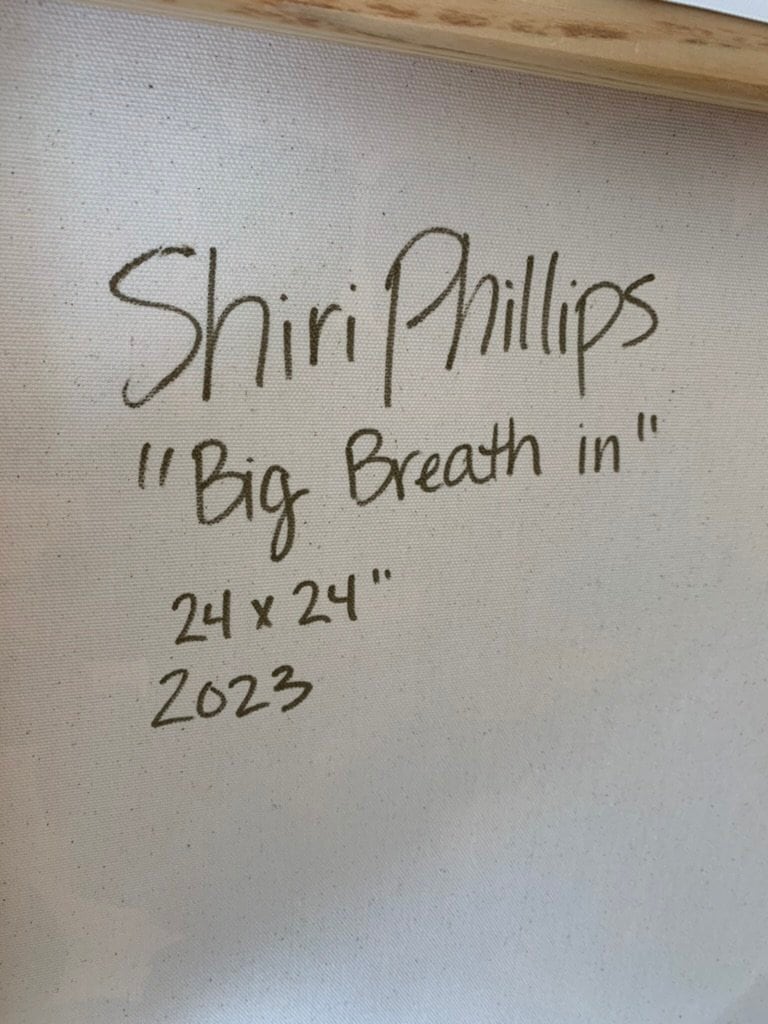 Shiri Phillips
"Big Breath in"
24 x 24"
2023